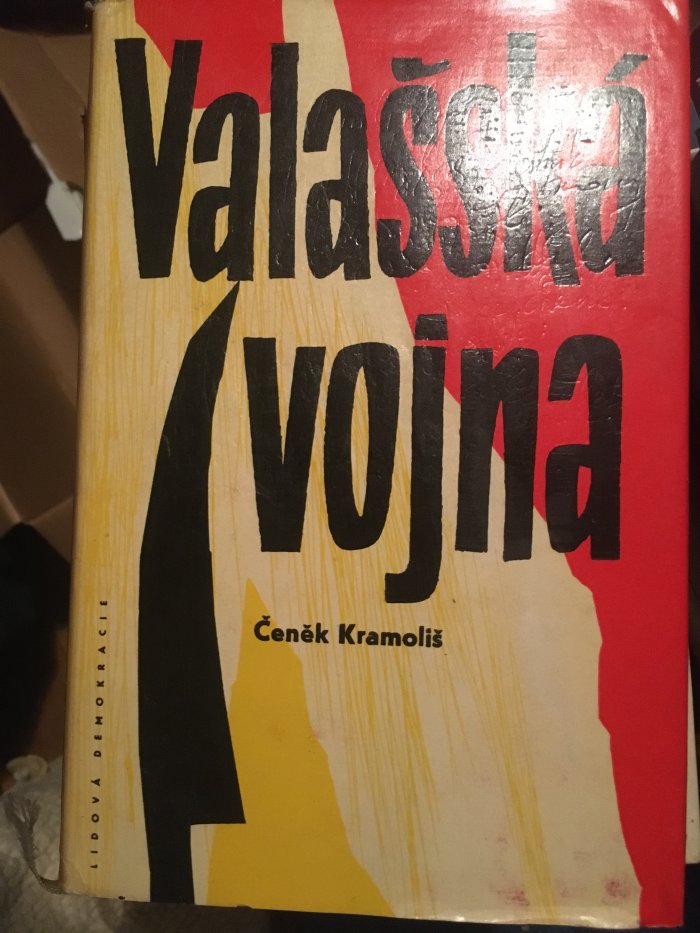 Valašská
vojna
Čeněk Kramoliš
LIDOVÁ DEMOKRACIE